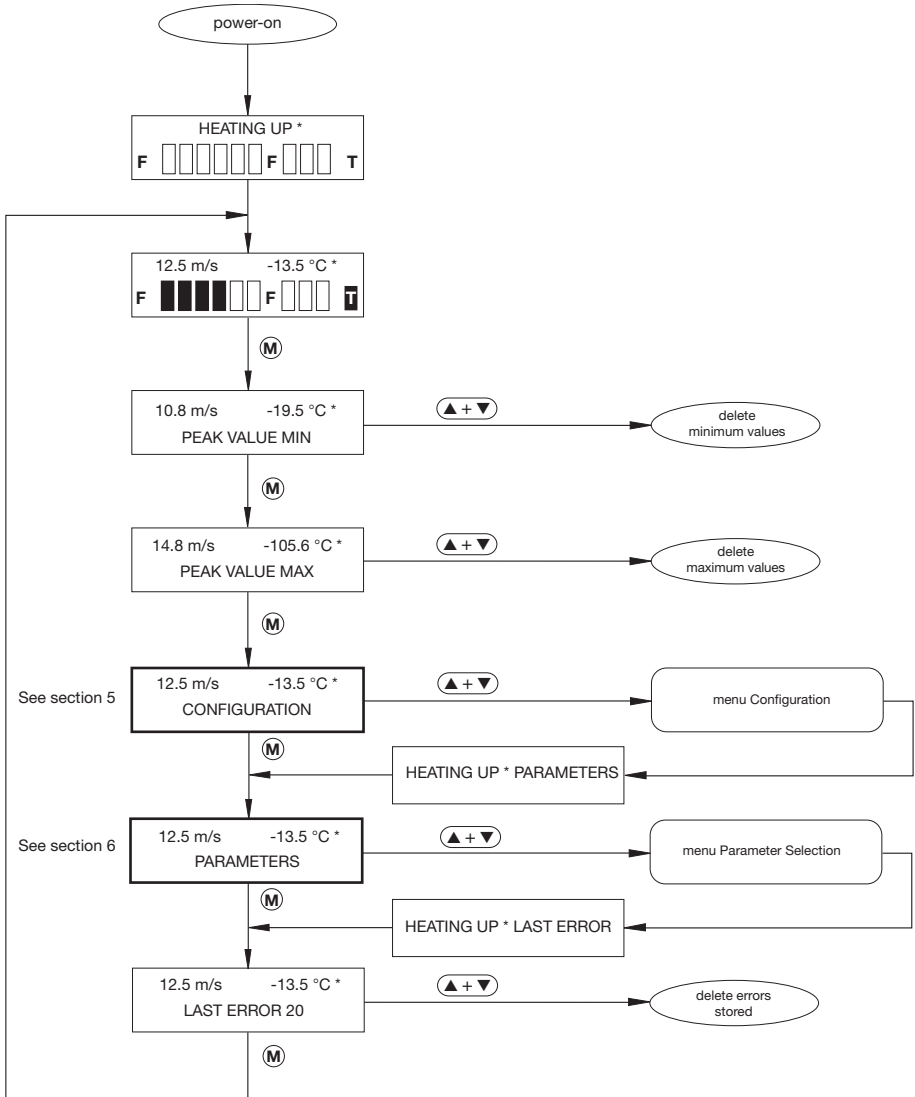 power-on
HEATING UP *
F F T
12.5 m/s -13.5 °C *
F F T
M
10.8 m/s -19.5 °C *
PEAK VALUE MIN
▲ + ▼
delete
minimum values
M
14.8 m/s -105.6 °C *
PEAK VALUE MAX
▲ + ▼
delete
maximum values
M
See section 5
12.5 m/s -13.5 °C *
CONFIGURATION
▲ + ▼
menu Configuration
M
HEATING UP * PARAMETERS
See section 6
12.5 m/s -13.5 °C *
PARAMETERS
▲ + ▼
menu Parameter Selection
M
HEATING UP * LAST ERROR
12.5 m/s -13.5 °C *
LAST ERROR 20
▲ + ▼
delete errors
stored
M